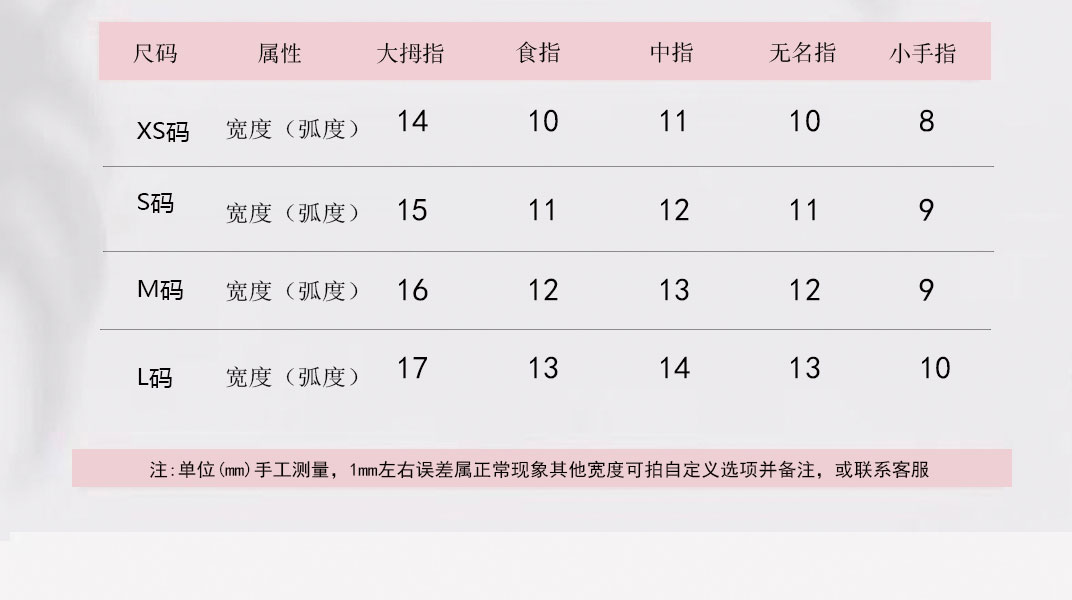 尺码 属性 大拇指 食指 中指 无名指 小手指
XS码 宽度（弧度） 14 10 11 10 8
S码 宽度（弧度） 15 11 12 11 9
M码 宽度（弧度） 16 12 13 12 9
L码 宽度（弧度） 17 13 14 13 10
注:单位(mm)手工测量，1mm左右误差属正常现象其他宽度可拍自定义选项并备注，或联系客服